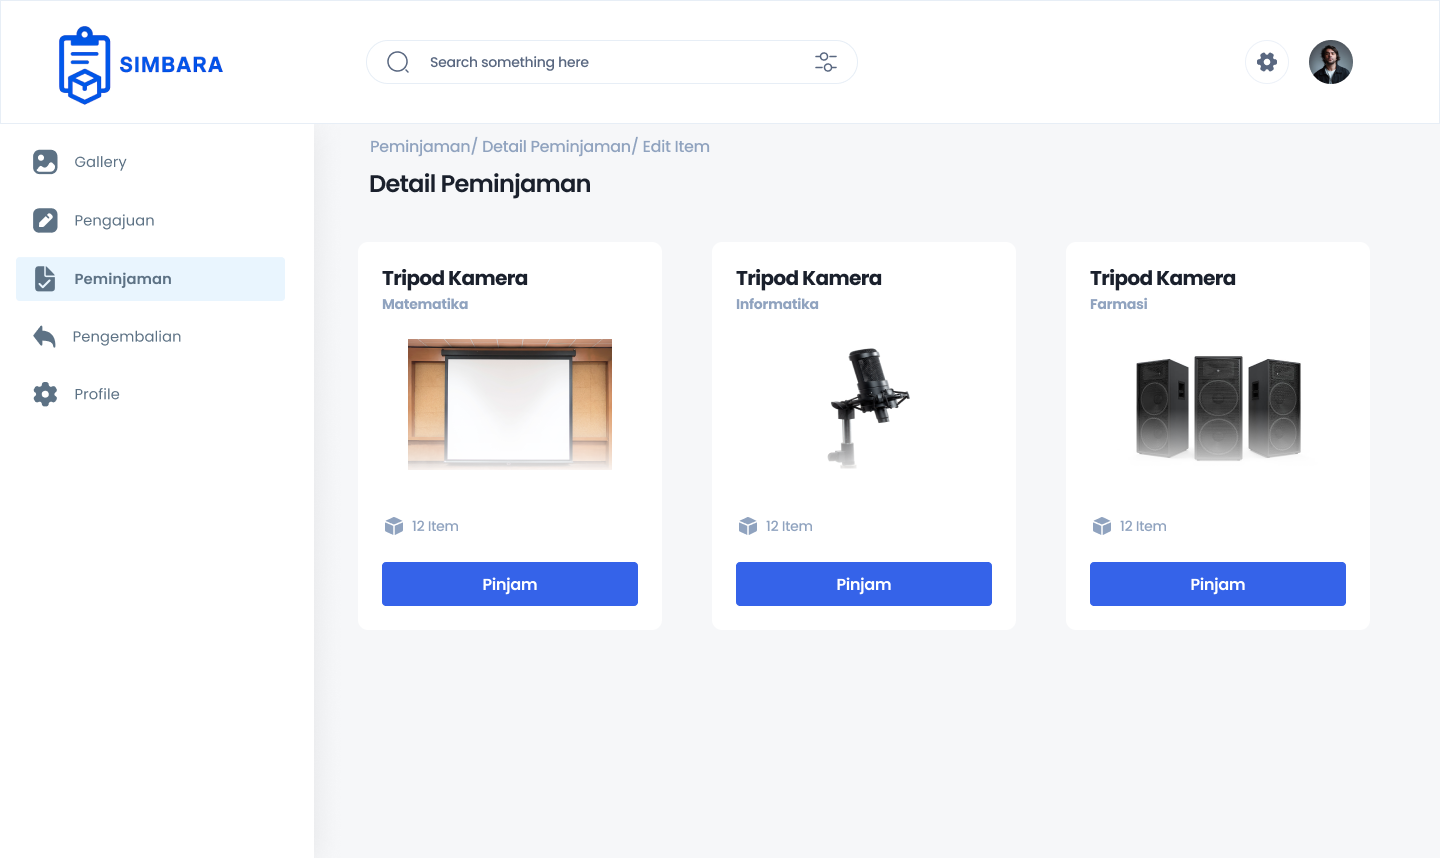 SIMBARA
Search something here
Gallery
Pengajuan
Peminjaman
Pengembalian
Profile
Peminjaman/ Detail Peminjaman/ Edit Item
Detail Peminjaman
Tripod Kamera
Matematika
12 Item
Pinjam
Tripod Kamera
Informatika
12 Item
Pinjam
Tripod Kamera
Farmasi
12 Item
Pinjam